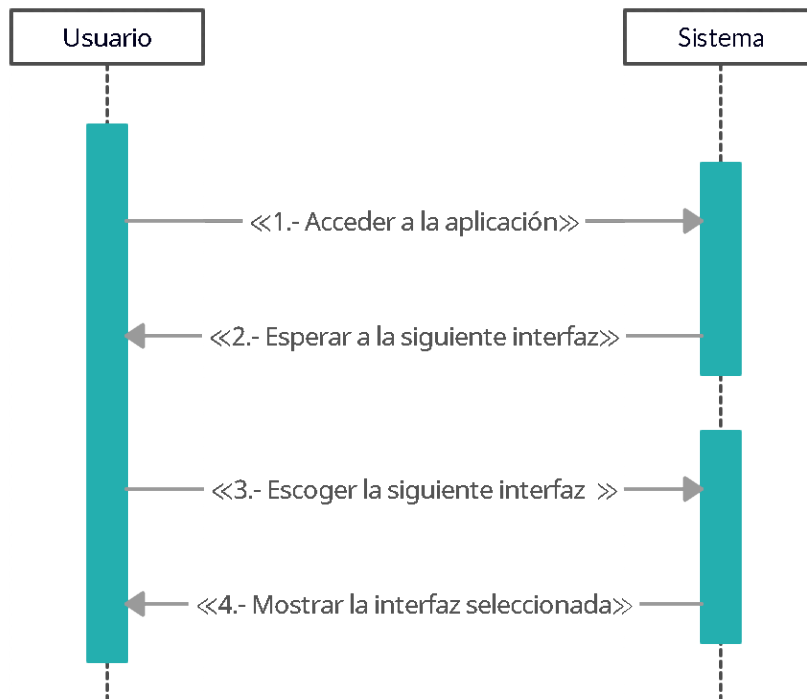 Usuario
Sistema
≪1.- Acceder a la aplicación≫
≪2.- Esperar a la siguiente interfaz≫
≪3.- Escoger la siguiente interfaz ≫
≪4.- Mostrar la interfaz seleccionada≫